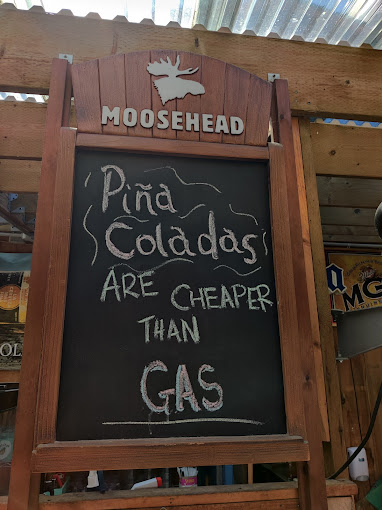 MOOSEHEAD
Piña
Coladas
ARE CHEAPER
THAN
GAS